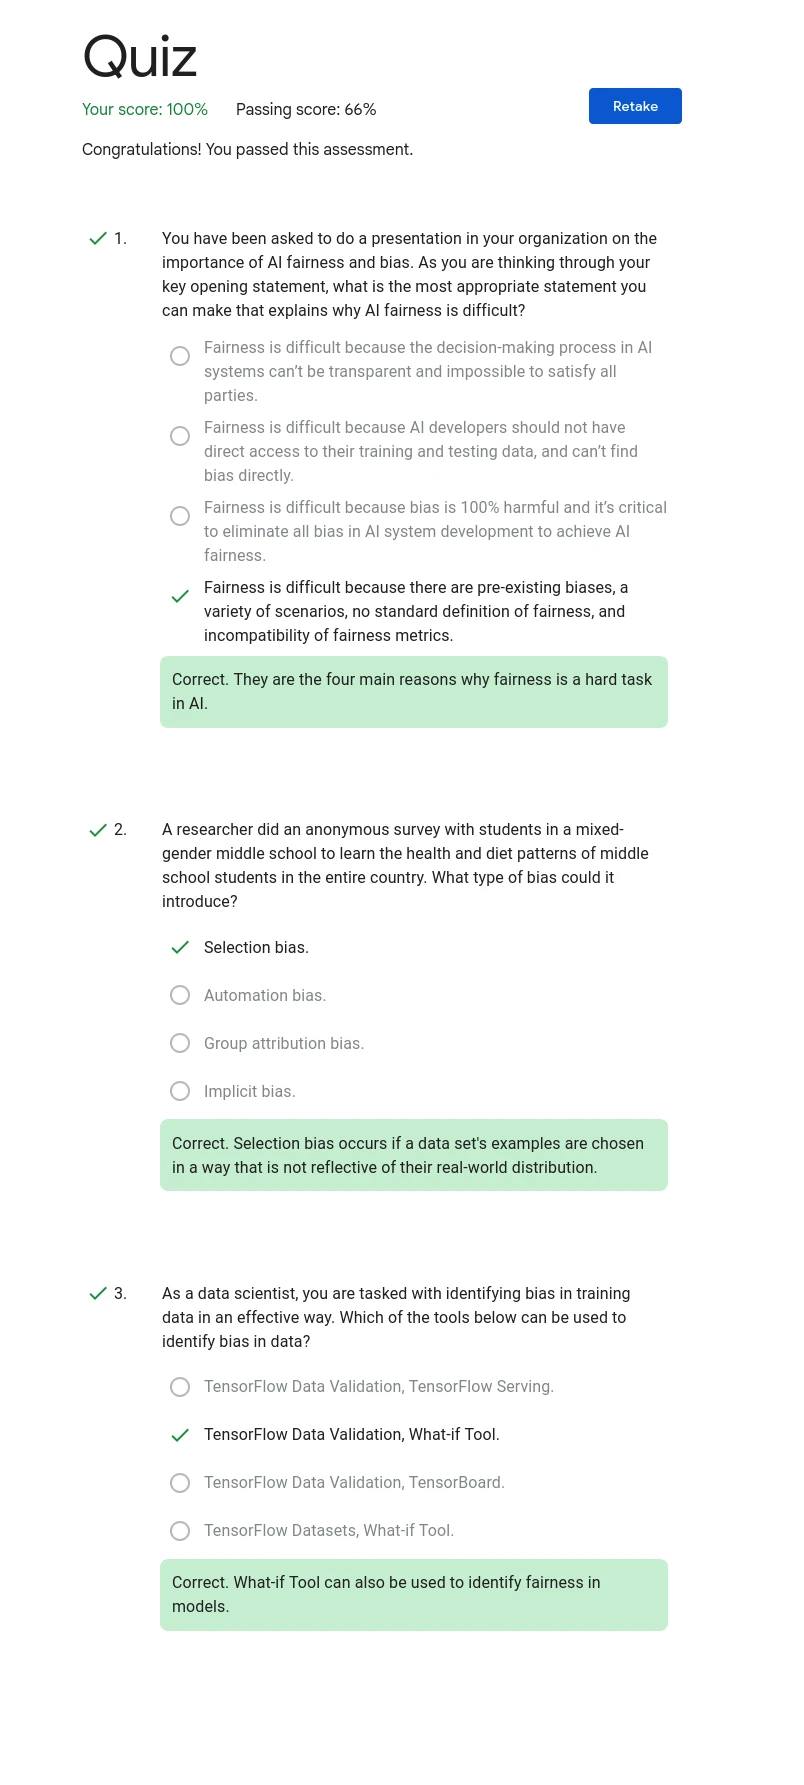 Quiz
Your score: 100% Passing score: 66%
Retake
Congratulations! You passed this assessment.
1. You have been asked to do a presentation in your organization on the
importance of AI fairness and bias. As you are thinking through your
key opening statement, what is the most appropriate statement you
can make that explains why AI fairness is difficult?
Fairness is difficult because the decision-making process in AI
systems can’t be transparent and impossible to satisfy all
parties.
Fairness is difficult because AI developers should not have
direct access to their training and testing data, and can’t find
bias directly.
Fairness is difficult because bias is 100% harmful and it’s critical
to eliminate all bias in AI system development to achieve AI
fairness.
Fairness is difficult because there are pre-existing biases, a
variety of scenarios, no standard definition of fairness, and
incompatibility of fairness metrics.
Correct. They are the four main reasons why fairness is a hard task
in AI.
2. A researcher did an anonymous survey with students in a mixed-
gender middle school to learn the health and diet patterns of middle
school students in the entire country. What type of bias could it
introduce?
Selection bias.
Automation bias.
Group attribution bias.
Implicit bias.
Correct. Selection bias occurs if a data set's examples are chosen
in a way that is not reflective of their real-world distribution.
3. As a data scientist, you are tasked with identifying bias in training
data in an effective way. Which of the tools below can be used to
identify bias in data?
TensorFlow Data Validation, TensorFlow Serving.
TensorFlow Data Validation, What-if Tool.
TensorFlow Data Validation, TensorBoard.
TensorFlow Datasets, What-if Tool.
Correct. What-if Tool can also be used to identify fairness in
models.